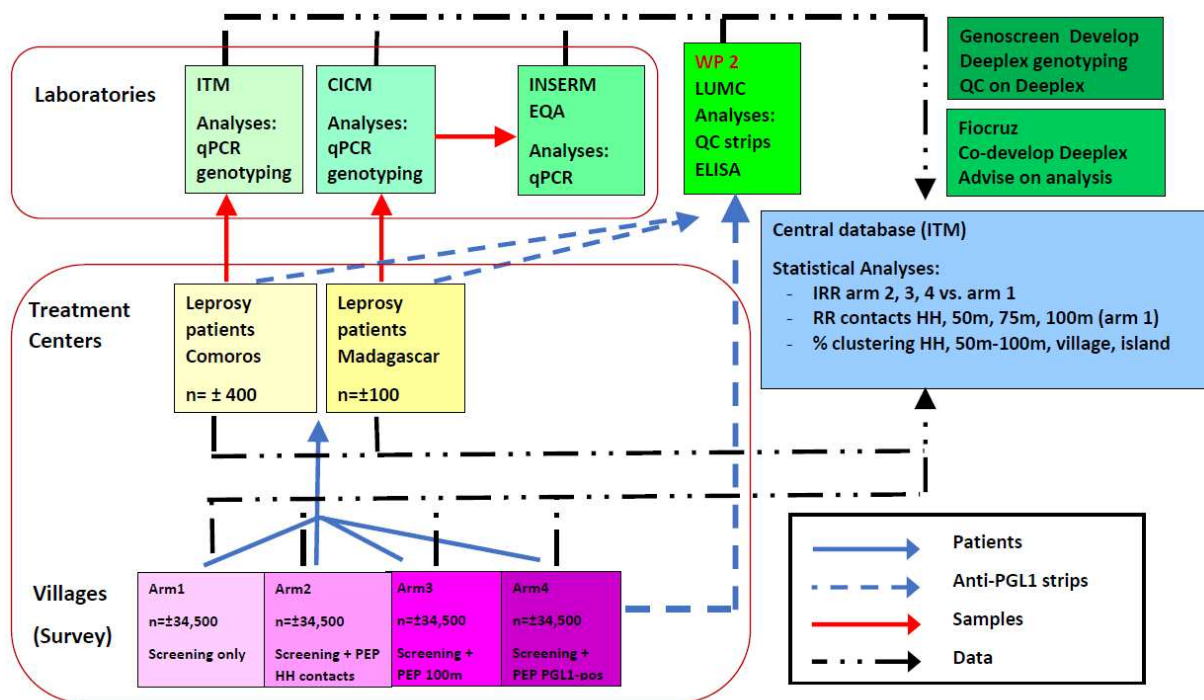 Laboratories
ITM
Analyses:
qPCR
genotyping
CICM
Analyses:
qPCR
genotyping
INSERM
EQA
Analyses:
qPCR
WP 2
LUMC
Analyses:
QC strips
ELISA
Genoscreen Develop
Deeplex genotyping
QC on Deeplex
Fiocruz
Co-develop Deeplex
Advise on analysis
Central database (ITM)
Statistical Analyses:
- IRR arm 2, 3, 4 vs. arm 1
- RR contacts HH, 50m, 75m, 100m (arm 1)
- % clustering HH, 50m-100m, village, island
Treatment
Centers
Leprosy
patients
Comoros
n= ± 400
Leprosy
patients
Madagascar
n=±100
Villages
(Survey)
Arm1
n=±34,500
Screening only
Arm2
n=±34,500
Screening + PEP
HH contacts
Arm3
n=±34,500
Screening +
PEP 100m
Arm4
n=±34,500
Screening +
PEP PGL1-pos
Patients
Anti-PGL1 strips
Samples
Data